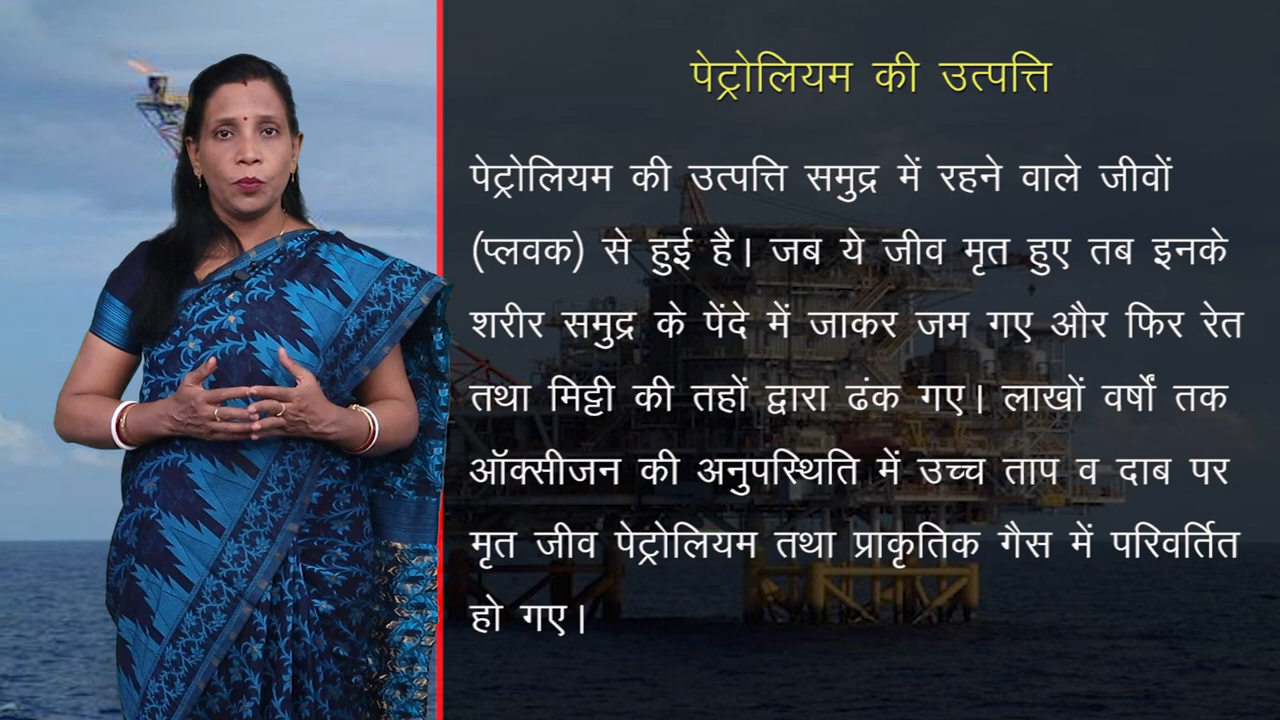 पेट्रोलियम की उत्पत्ति
पेट्रोलियम की उत्पत्ति समुद्र में रहने वाले जीवों
(प्लवक) से हुई है। जब ये जीव मृत हुए तब इनके
शरीर समुद्र के पेंदे में जाकर जम गए और फिर रेत
तथा मिट्टी की तहों द्वारा ढंक गए। लाखों वर्षों तक
ऑक्सीजन की अनुपस्थिति में उच्च ताप व दाब पर
मृत जीव पेट्रोलियम तथा प्राकृतिक गैस में परिवर्तित
हो गए।